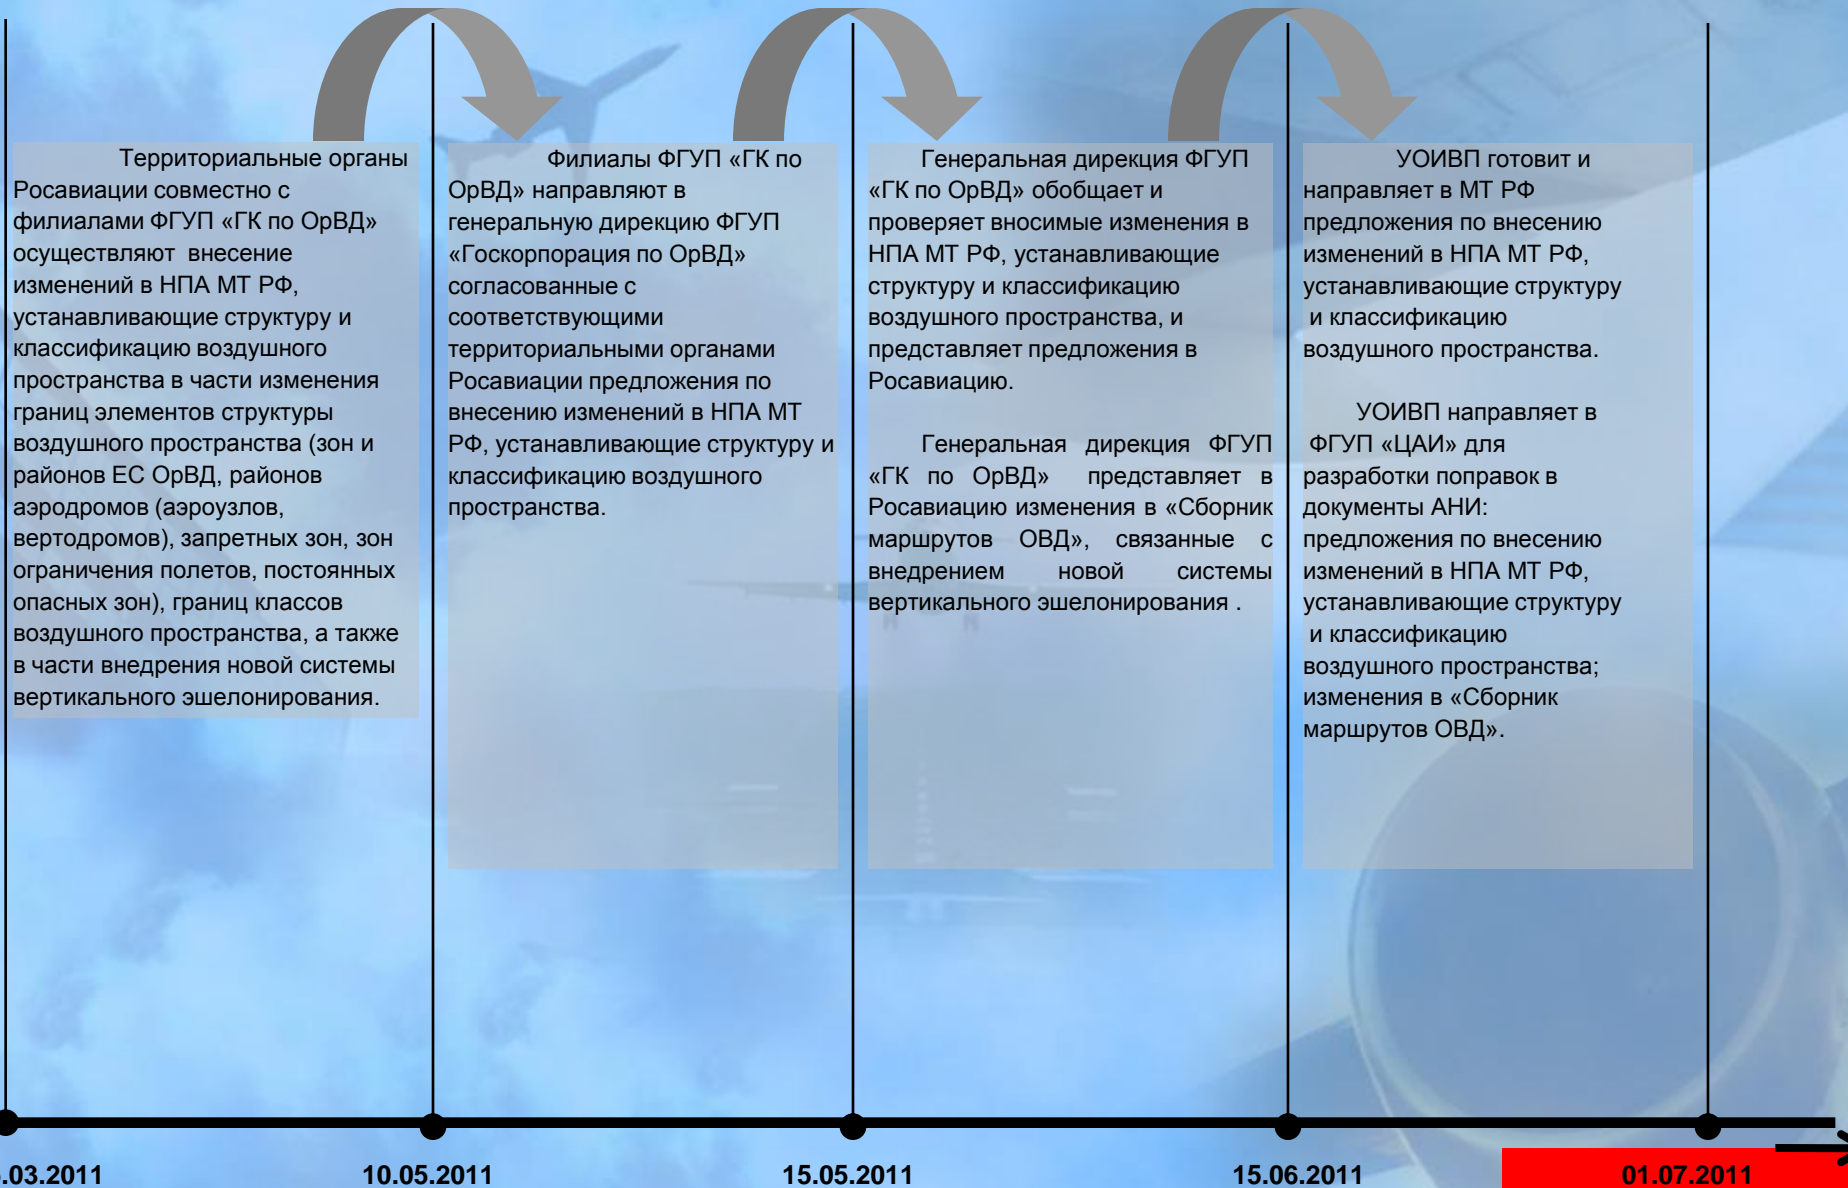 Территориальные органы
Росавиации совместно с
филиалами ФГУП «ГК по ОрВД»
осуществляют внесение
изменений в НПА МТ РФ,
устанавливающие структуру и
классификацию воздушного
пространства в части изменения
границ элементов структуры
воздушного пространства (зон и
районов ЕС ОрВД, районов
аэродромов (аэроузлов,
вертодромов), запретных зон, зон
ограничения полетов, постоянных
опасных зон), границ классов
воздушного пространства, а также
в части внедрения новой системы
вертикального эшелонирования.
Филиалы ФГУП «ГК по
ОрВД» направляют в
генеральную дирекцию ФГУП
«Госкорпорация по ОрВД»
согласованные с
соответствующими
территориальными органами
Росавиации предложения по
внесению изменений в НПА МТ
РФ, устанавливающие структуру и
классификацию воздушного
пространства.
Генеральная дирекция ФГУП
«ГК по ОрВД» обобщает и
проверяет вносимые изменения в
НПА МТ РФ, устанавливающие
структуру и классификацию
воздушного пространства, и
представляет предложения в
Росавиацию.
Генеральная дирекция ФГУП
«ГК по ОрВД» представляет в
Росавиацию изменения в «Сборник
маршрутов ОВД», связанные с
внедрением новой системы
вертикального эшелонирования .
УОИВП готовит и
направляет в МТ РФ
предложения по внесению
изменений в НПА МТ РФ,
устанавливающие структуру
и классификацию
воздушного пространства.
УОИВП направляет в
ФГУП «ЦАИ» для
разработки поправок в
документы АНИ:
предложения по внесению
изменений в НПА МТ РФ,
устанавливающие структуру
и классификацию
воздушного пространства;
изменения в «Сборник
маршрутов ОВД».
.03.2011
10.05.2011
15.05.2011
15.06.2011
01.07.2011